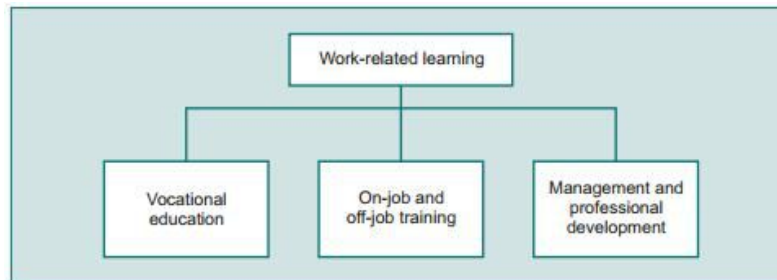 Work-related learning
Vocational
education
On-job and
off-job training
Management and
professional
development